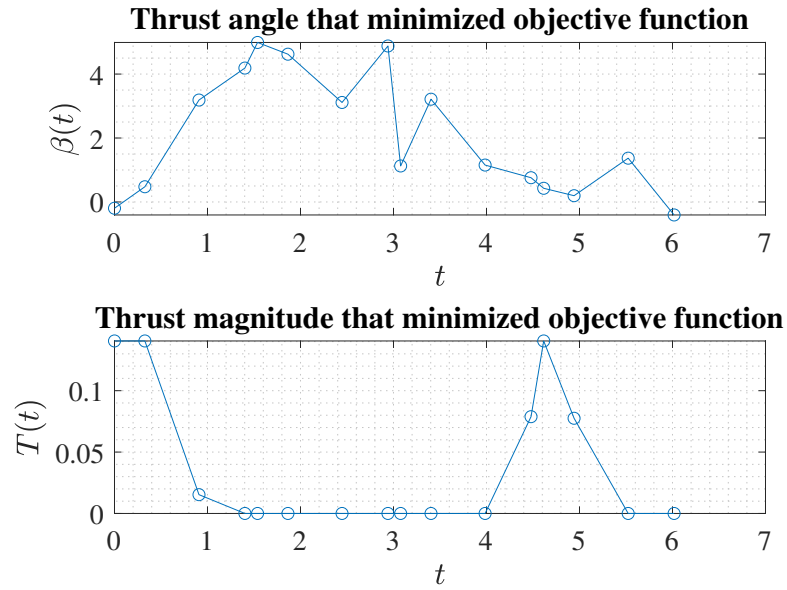 Thrust angle that minimized objective function
β(t)
4
2
0
0 1 2 3 4 5 6 7
t
Thrust magnitude that minimized objective function
T(t)
0.1
0.05
0
0 1 2 3 4 5 6 7
t